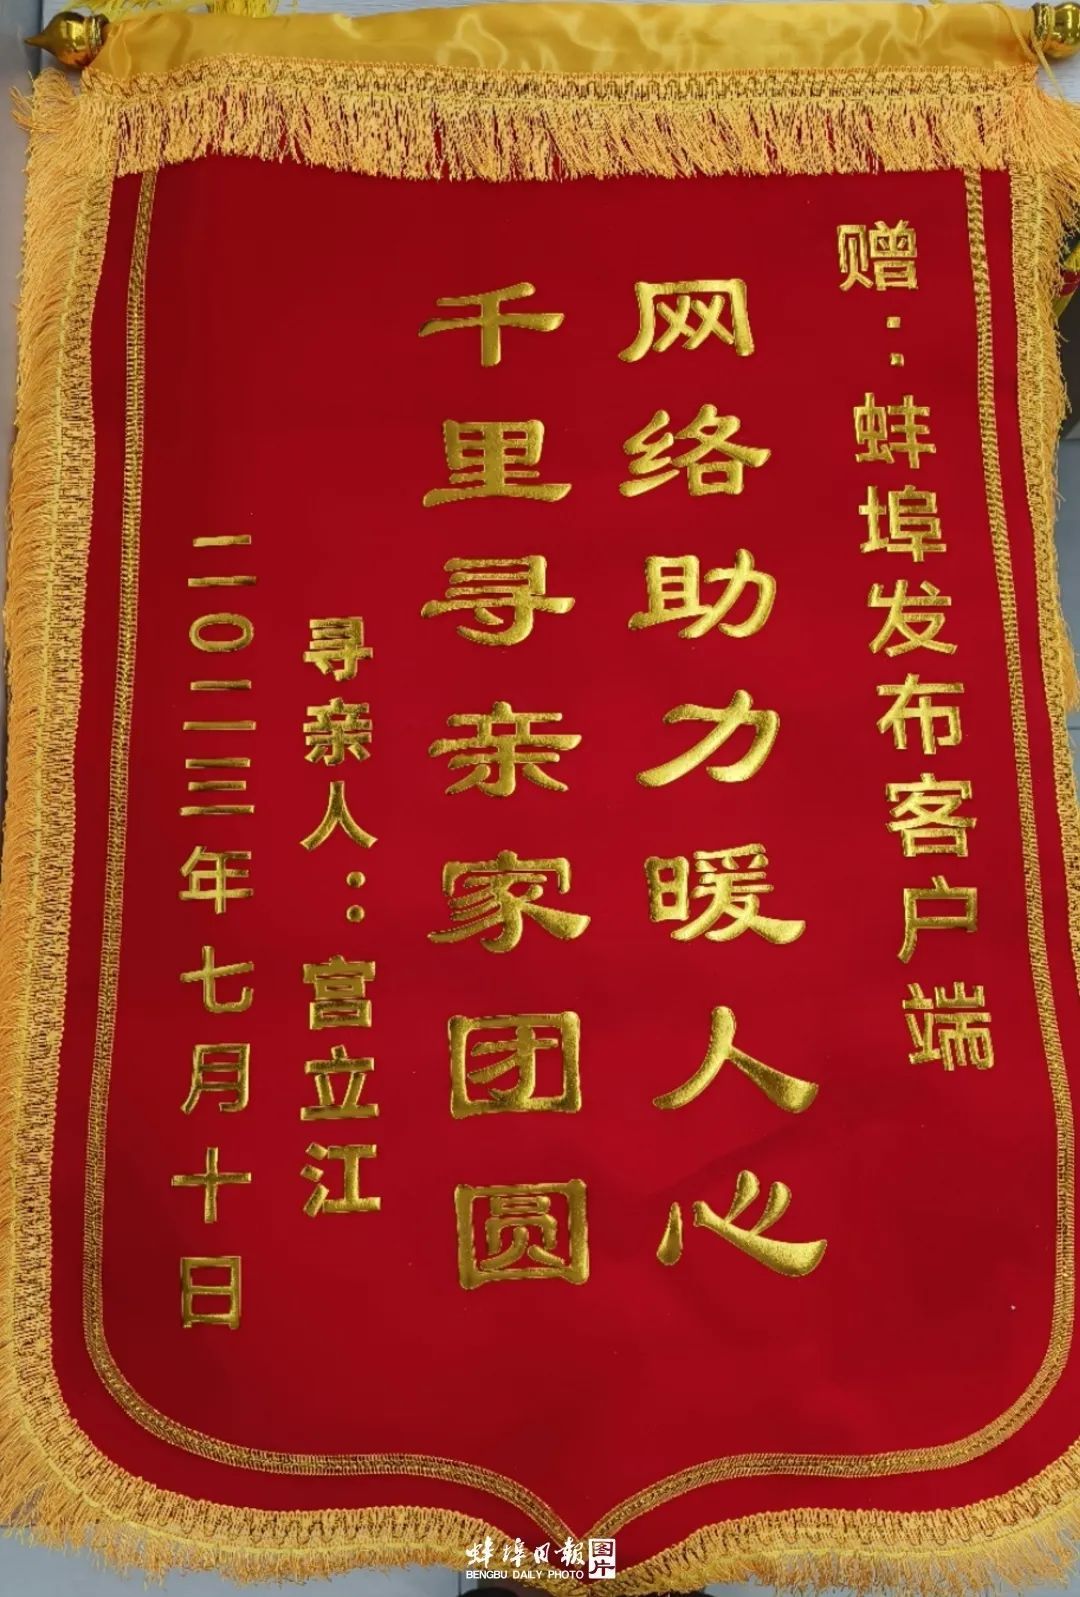 赠：蚌埠发布客户端
网络助力暖人心
千里寻亲家团圆
寻亲人：宫立江
二〇二三年七月十日
蚌埠日報 图片
BENGBU DAILY PHOTO